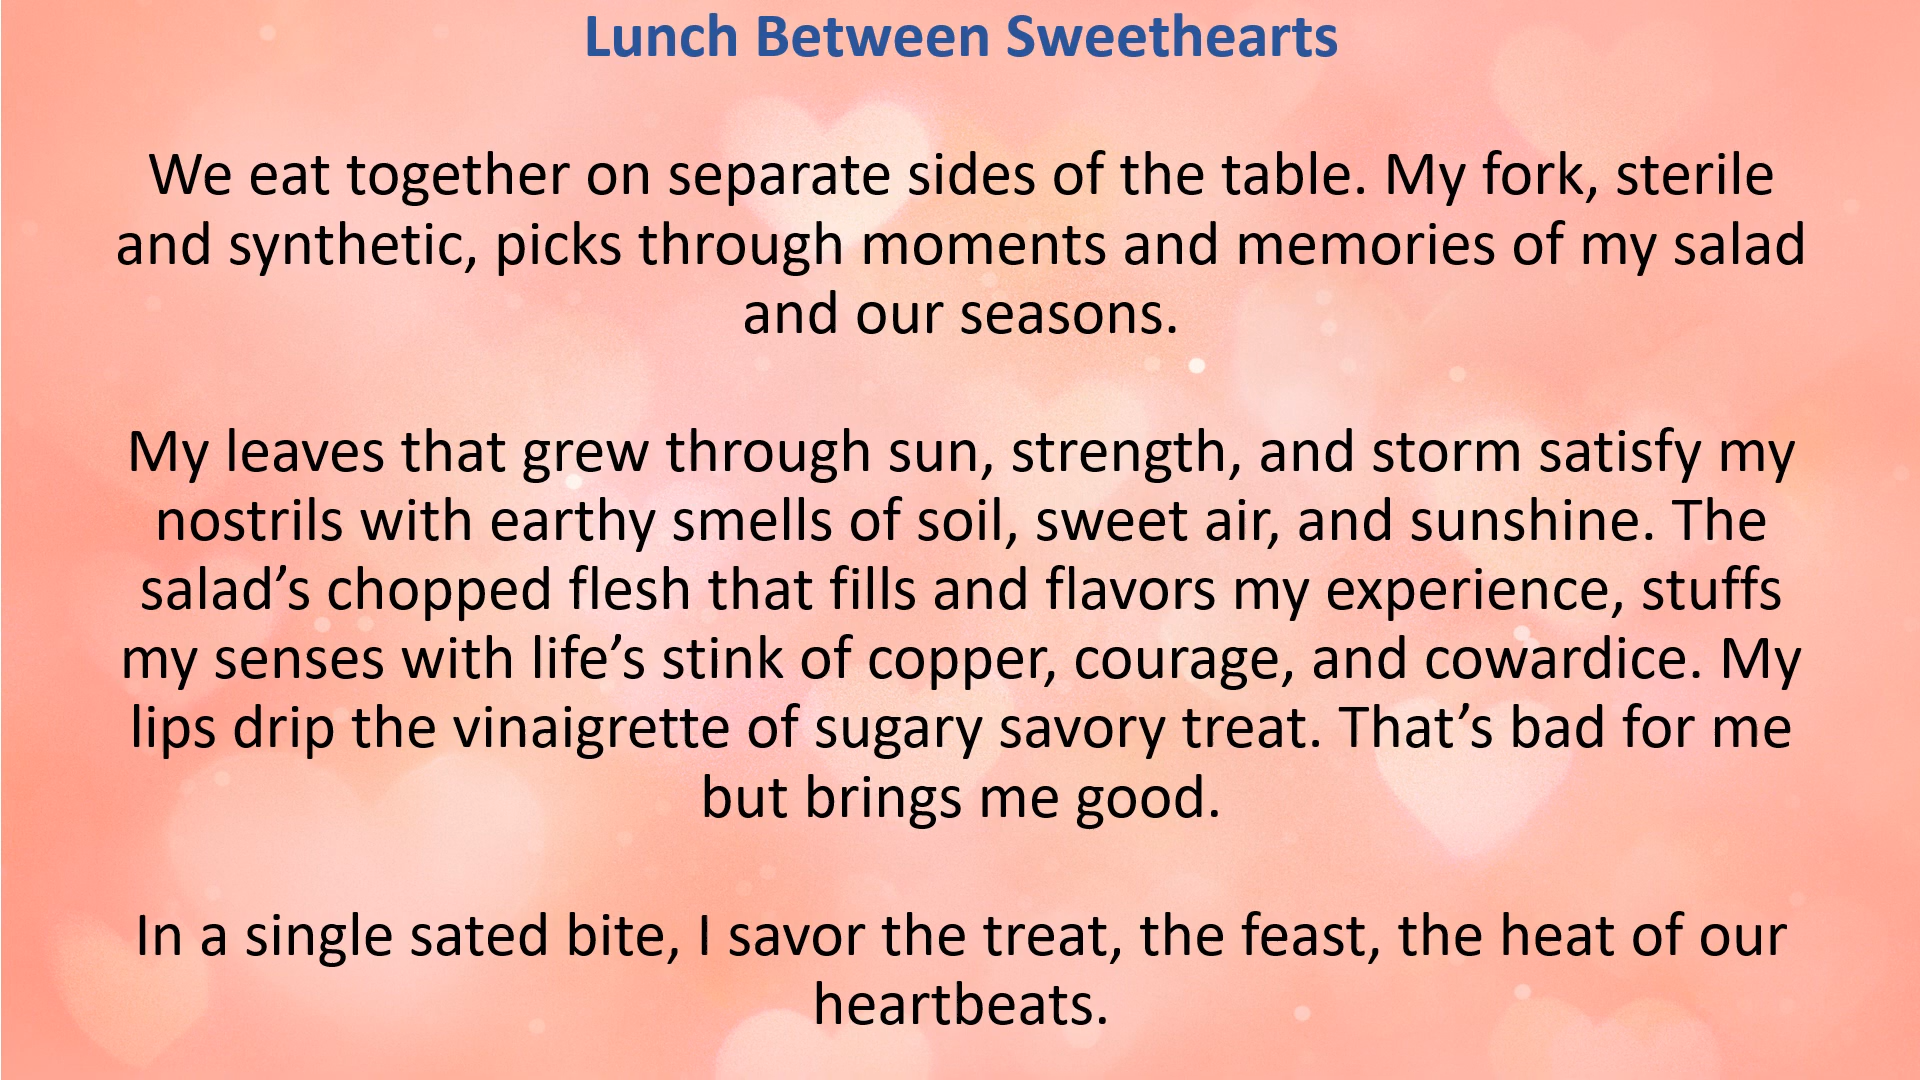 Lunch Between Sweethearts
We eat together on separate sides of the table. My fork, sterile
and synthetic, picks through moments and memories of my salad
and our seasons.
My leaves that grew through sun, strength, and storm satisfy my
nostrils with earthy smells of soil, sweet air, and sunshine. The
salad’s chopped flesh that fills and flavors my experience, stuffs
my senses with life’s stink of copper, courage, and cowardice. My
lips drip the vinaigrette of sugary savory treat. That’s bad for me
but brings me good.
In a single sated bite, I savor the treat, the feast, the heat of our
heartbeats.